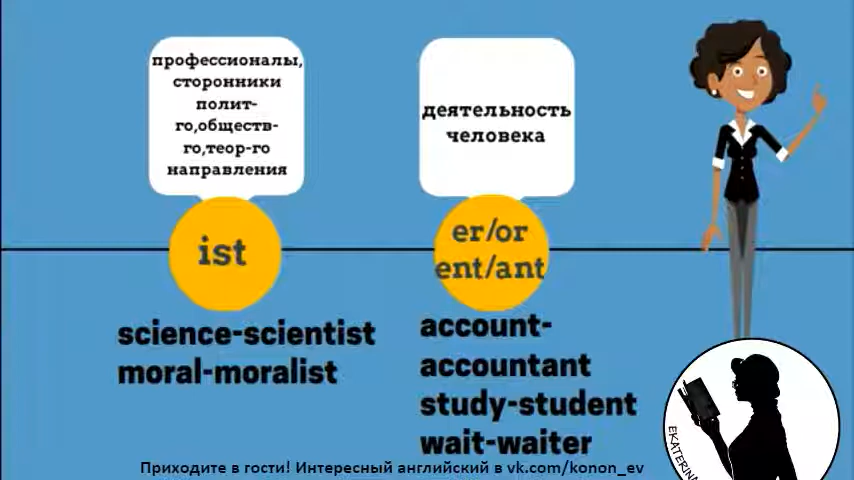 профессионалы,
сторонники
полит-
го,обществ-
го,теор-го
направления
деятельность
человека
ist
er/or
ent/ant
science-scientist
moral-moralist
account-
accountant
study-student
wait-waiter
Приходите в гости! Интересный английский в vk.com/konon_ev